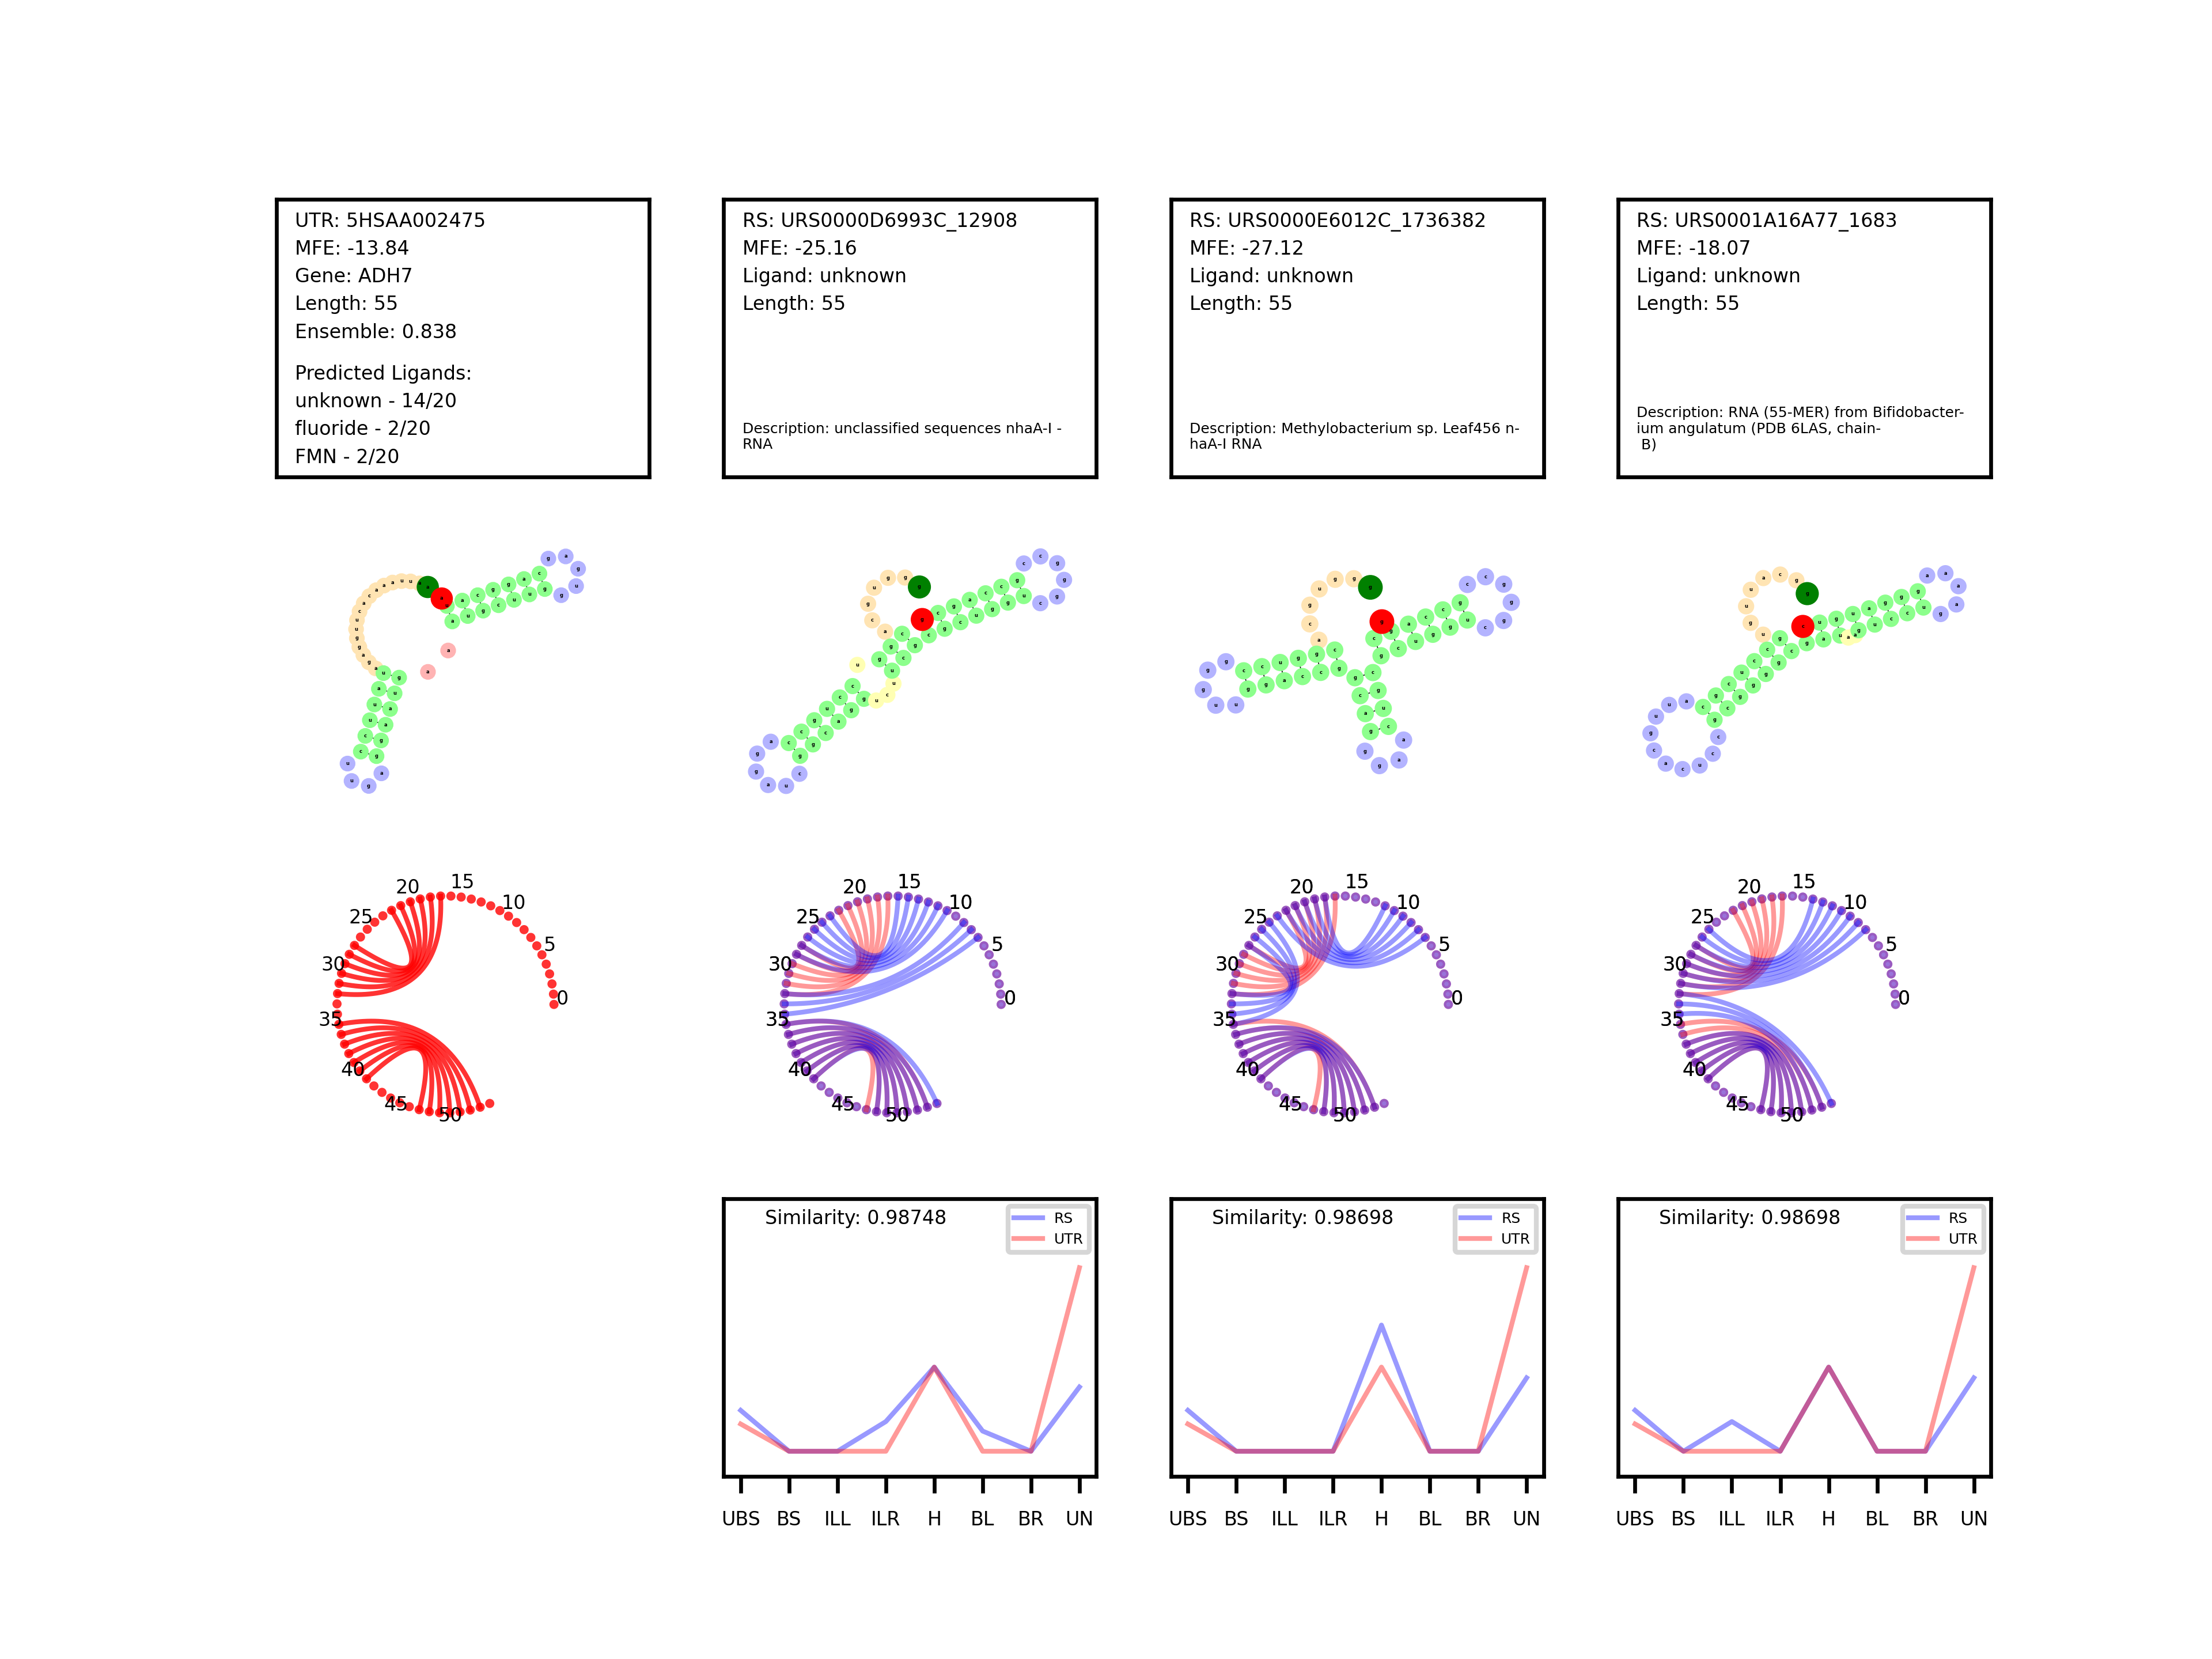 UTR: 5HSAA002475
MFE: -13.84
Gene: ADH7
Length: 55
Ensemble: 0.838
Predicted Ligands:
unknown - 14/20
fluoride - 2/20
FMN - 2/20
RS: URS0000D6993C_12908
MFE: -25.16
Ligand: unknown
Length: 55
Description: unclassified sequences nhaA-I -
RNA
RS: URS0000E6012C_1736382
MFE: -27.12
Ligand: unknown
Length: 55
Description: Methylobacterium sp. Leaf456 n-
haA-I RNA
RS: URS0001A16A77_1683
MFE: -18.07
Ligand: unknown
Length: 55
Description: RNA (55-MER) from Bifidobacter-
ium angulatum (PDB 6LAS, chain-
B)
0
5
10
15
20
25
30
35
40
45
50
0
5
10
15
20
25
30
35
40
45
50
0
5
10
15
20
25
30
35
40
45
50
0
5
10
15
20
25
30
35
40
45
50
Similarity: 0.98748
RS
UTR
UBS BS ILL ILR H BL BR UN
Similarity: 0.98698
RS
UTR
UBS BS ILL ILR H BL BR UN
Similarity: 0.98698
RS
UTR
UBS BS ILL ILR H BL BR UN